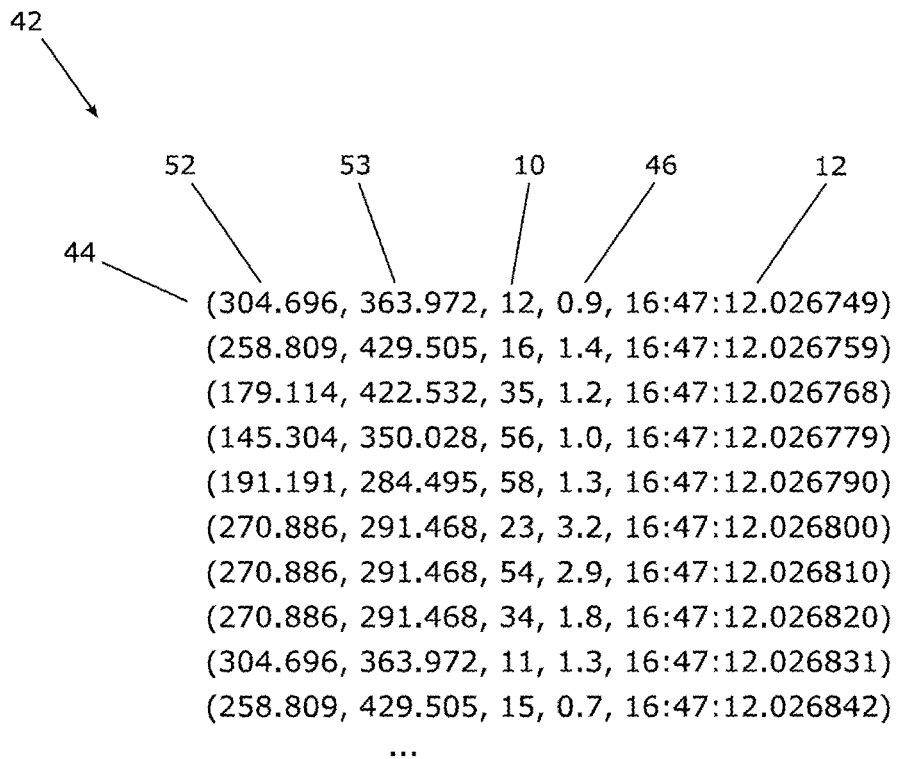 42
52 53 10 46 12
44
(304.696, 363.972, 12, 0.9, 16:47:12.026749)
(258.809, 429.505, 16, 1.4, 16:47:12.026759)
(179.114, 422.532, 35, 1.2, 16:47:12.026768)
(145.304, 350.028, 56, 1.0, 16:47:12.026779)
(191.191, 284.495, 58, 1.3, 16:47:12.026790)
(270.886, 291.468, 23, 3.2, 16:47:12.026800)
(270.886, 291.468, 54, 2.9, 16:47:12.026810)
(270.886, 291.468, 34, 1.8, 16:47:12.026820)
(304.696, 363.972, 11, 1.3, 16:47:12.026831)
(258.809, 429.505, 15, 0.7, 16:47:12.026842)
...